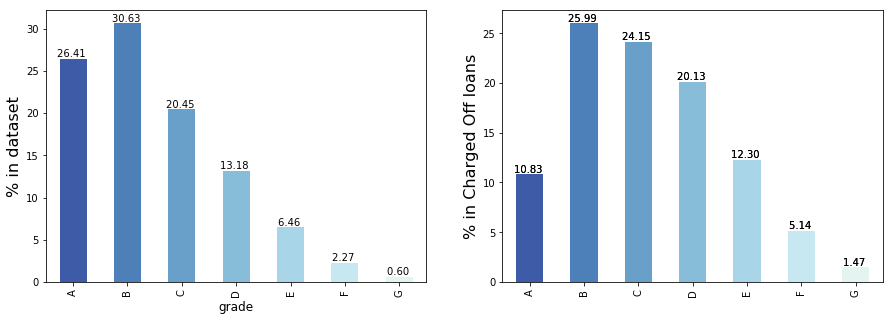 % in dataset
30
25
20
15
10
5
0
26.41
30.63
20.45
13.18
6.46
2.27
0.60
A
B
C
D
E
F
G
grade
% in Charged Off loans
25
20
15
10
5
0
10.83
25.99
24.15
20.13
12.30
5.14
1.47
A
B
C
D
E
F
G